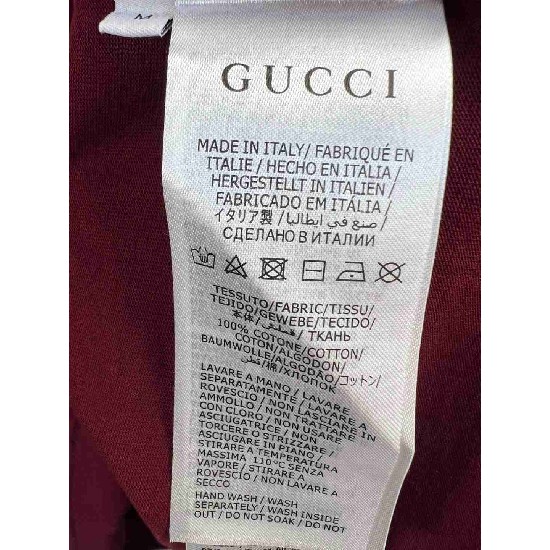 M
GUCCI
MADE IN ITALY / FABRIQUÉ EN
ITALIE / HECHO EN ITALIA /
HERGESTELLT IN ITALIEN /
FABRICADO EM ITÁLIA /
イタリア製 / صنع في إيطاليا /
СДЕЛАНО В ИТАЛИИ
TESSUTO/FABRIC/TISSU/
TEJIDO/GEWEBE/TECIDO/
本体/قماش/ТКАНЬ
100% COTONE/COTTON/
COTON/ALGODON/
BAUMWOLLE/ALGODÃO/
قطن/棉/ХЛОПОК/コットン/
LAVARE A MANO / LAVARE
SEPARATAMENTE / LAVARE A
ROVESCIO / NON LASCIARE IN
AMMOLLO / NON TRATTARE
CON CLORO / NON USARE
ASCIUGATRICE / NON
TORCERE O STRIZZARE /
ASCIUGARE IN PIANO /
STIRARE A TEMPERATURA
MASSIMA 110°C SENZA
VAPORE / STIRARE A
ROVESCIO / NON LAVARE A
SECCO
HAND WASH / WASH
SEPARATELY / WASH INSIDE
OUT / DO NOT SOAK / DO NOT